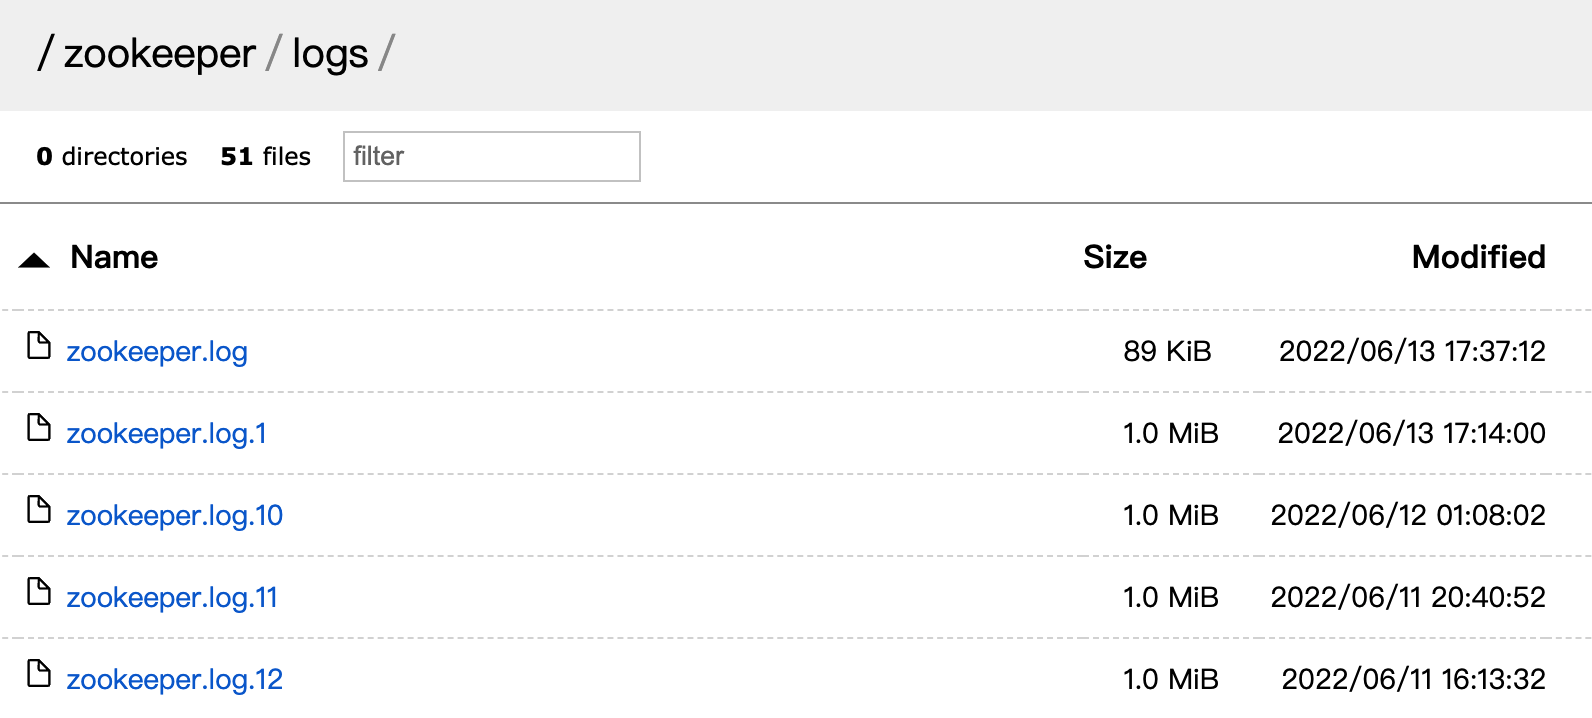 / zookeeper / logs /
0 directories 51 files filter
Name Size Modified
zookeeper.log 89 KiB 2022/06/13 17:37:12
zookeeper.log.1 1.0 MiB 2022/06/13 17:14:00
zookeeper.log.10 1.0 MiB 2022/06/12 01:08:02
zookeeper.log.11 1.0 MiB 2022/06/11 20:40:52
zookeeper.log.12 1.0 MiB 2022/06/11 16:13:32